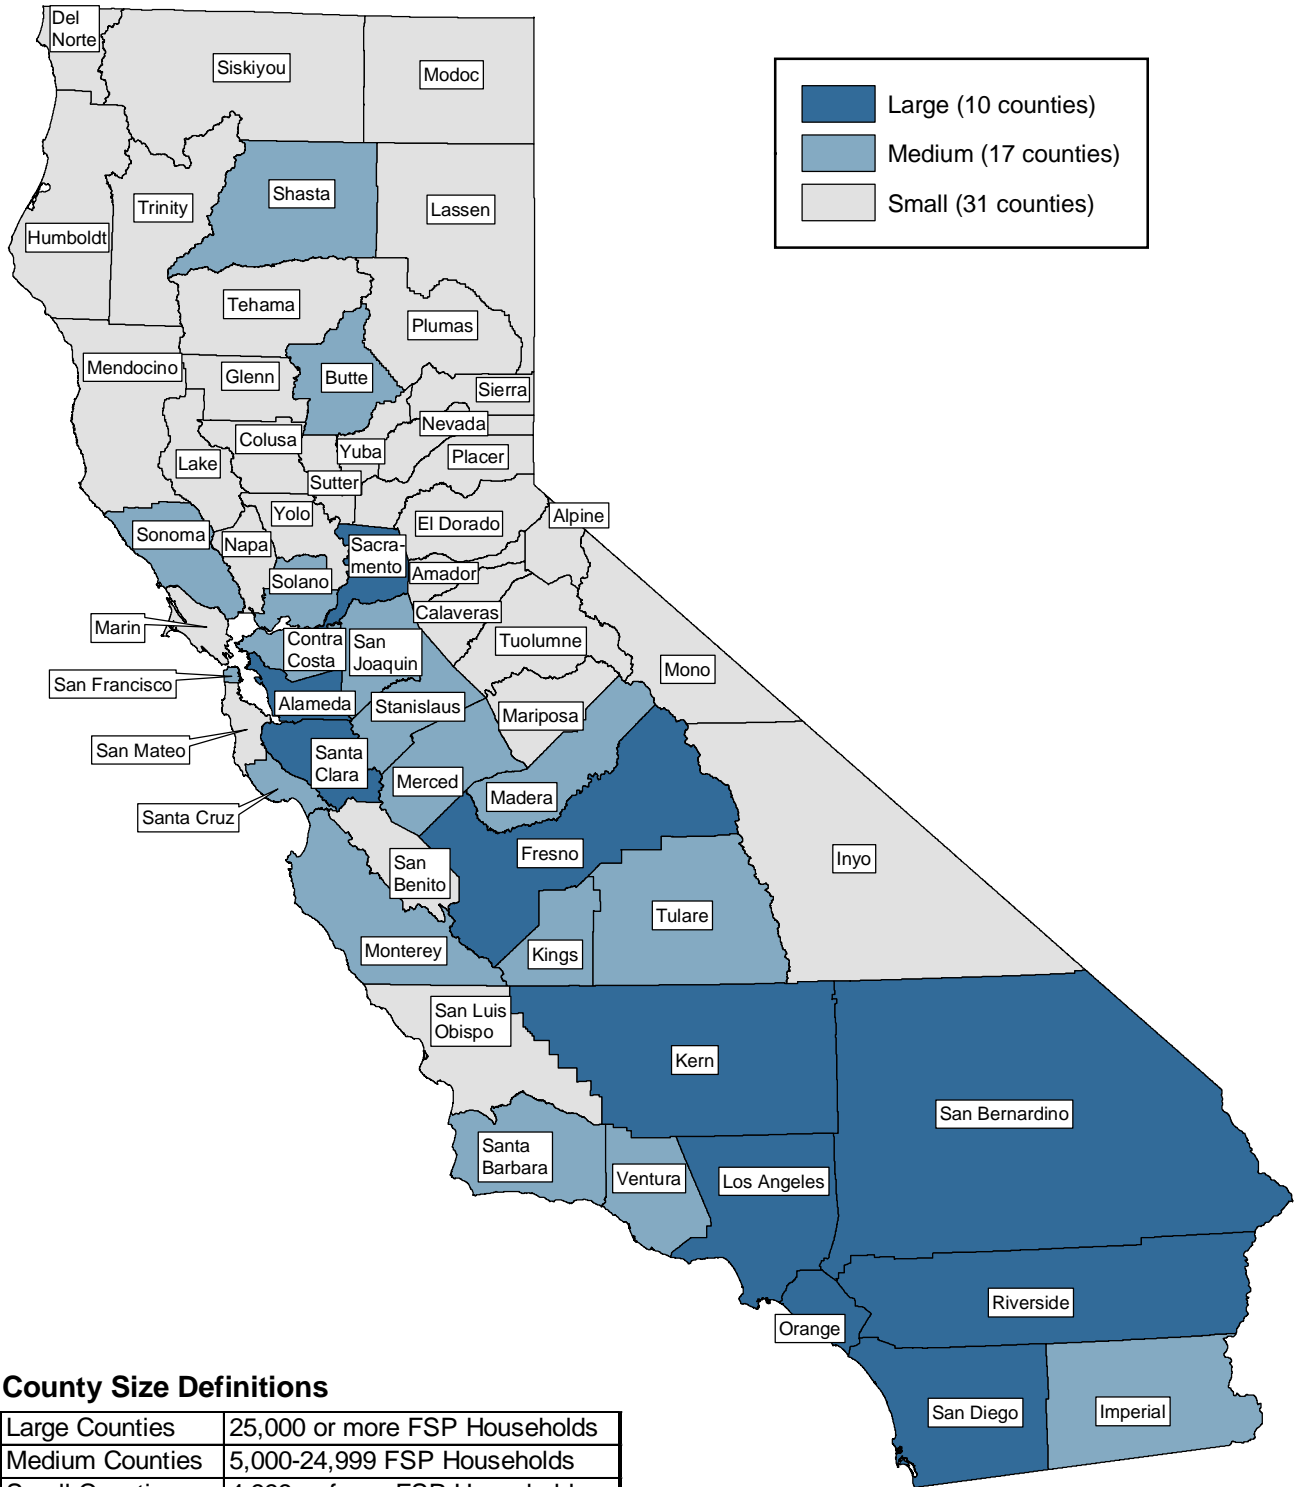 Del
Norte
Siskiyou
Modoc
Large (10 counties)
Medium (17 counties)
Small (31 counties)
Shasta
Trinity
Lassen
Humboldt
Tehama
Plumas
Mendocino
Glenn
Butte
Sierra
Nevada
Colusa
Yuba
Placer
Lake
Sutter
Yolo
Alpine
El Dorado
Sonoma
Napa
Sacra-
mento
Solano
Amador
Calaveras
Marin
Contra
Costa
San
Joaquin
Tuolumne
Mono
San Francisco
Alameda
Stanislaus
Mariposa
San Mateo
Santa
Clara
Merced
Madera
Santa Cruz
Fresno
Inyo
San
Benito
Tulare
Monterey
Kings
San Luis
Obispo
Kern
San Bernardino
Santa
Barbara
Ventura
Los Angeles
Riverside
Orange
San Diego
Imperial
County Size Definitions
Large Counties 25,000 or more FSP Households
Medium Counties 5,000-24,999 FSP Households